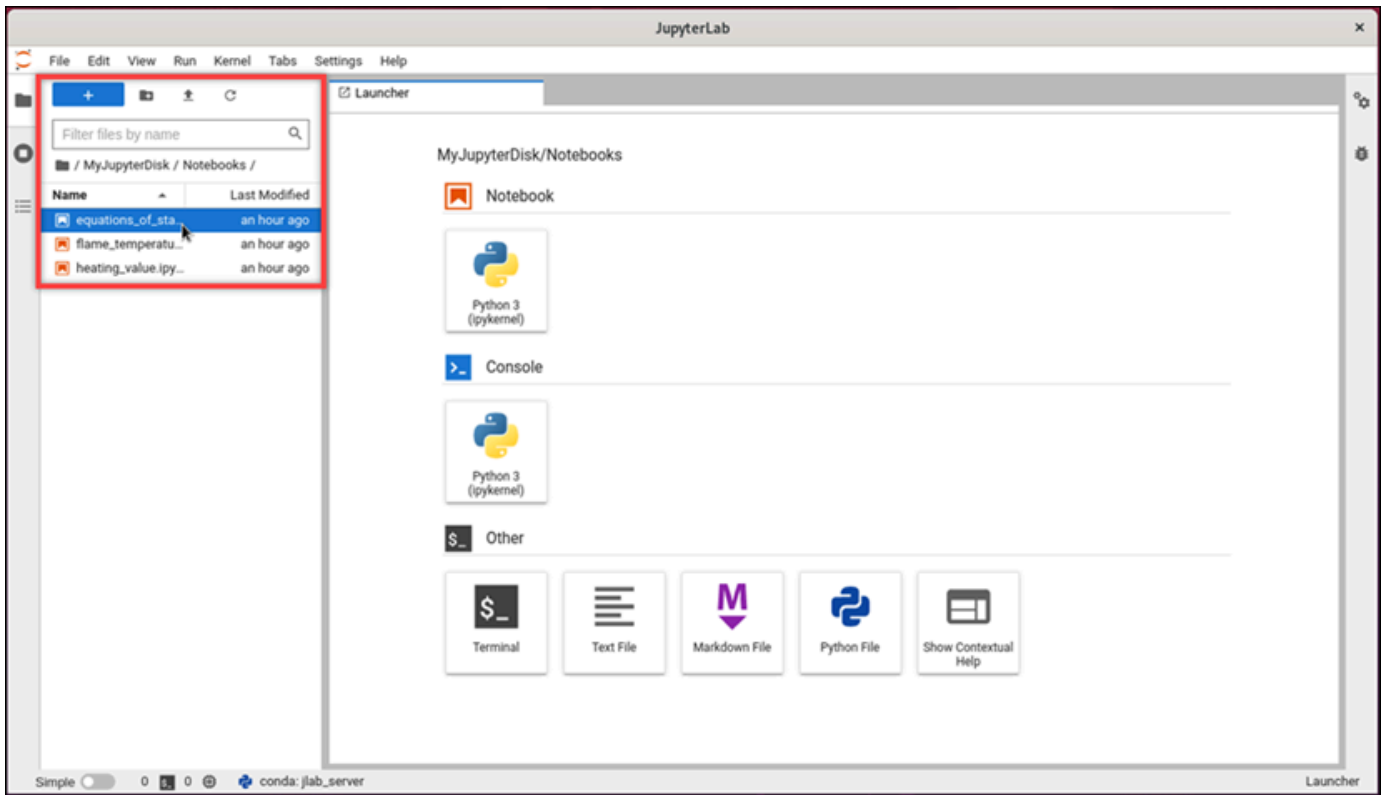 JupyterLab
File Edit View Run Kernel Tabs Settings Help
Launcher
Filter files by name
/ MyJupyterDisk / Notebooks /
Name Last Modified
equations_of_sta... an hour ago
flame_temperatu... an hour ago
heating_value.ipy... an hour ago
MyJupyterDisk/Notebooks
Notebook
Python 3
(ipykernel)
Console
Python 3
(ipykernel)
$_ Other
$_
M
Terminal Text File Markdown File Python File Show Contextual
Help
Simple 0 0 conda: jlab_server Launcher